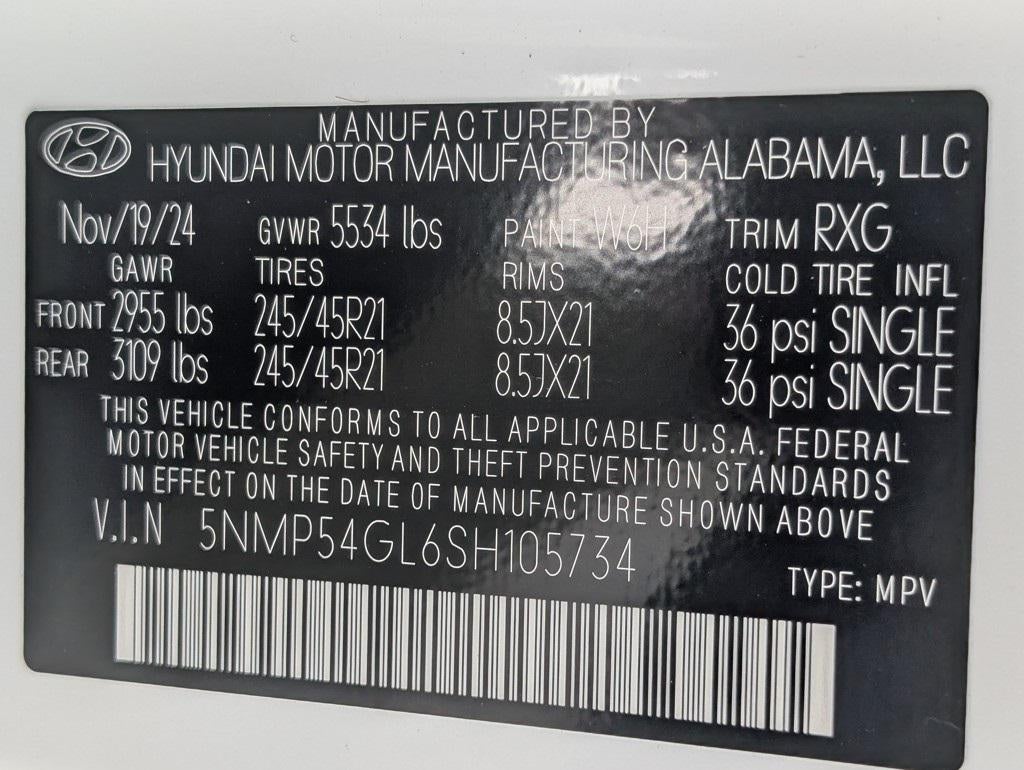 MANUFACTURED BY
HYUNDAI MOTOR MANUFACTURING ALABAMA, LLC
Nov/19/24 GVWR 5534 lbs PAINT W6H TRIM RXG
GAWR TIRES RIMS COLD TIRE INFL
FRONT 2955 lbs 245/45R21 8.5JX21 36 psi SINGLE
REAR 3109 lbs 245/45R21 8.5JX21 36 psi SINGLE
THIS VEHICLE CONFORMS TO ALL APPLICABLE U.S.A. FEDERAL
MOTOR VEHICLE SAFETY AND THEFT PREVENTION STANDARDS
IN EFFECT ON THE DATE OF MANUFACTURE SHOWN ABOVE
V.I.N 5NMP54GL6SH105734
TYPE: MPV